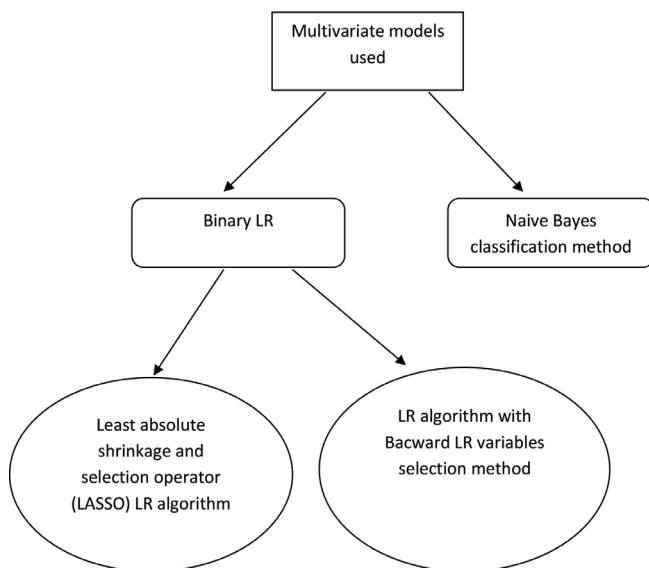 Multivariate models
used
Binary LR
Naive Bayes
classification method
Least absolute
shrinkage and
selection operator
(LASSO) LR algorithm
LR algorithm with
Bacward LR variables
selection method